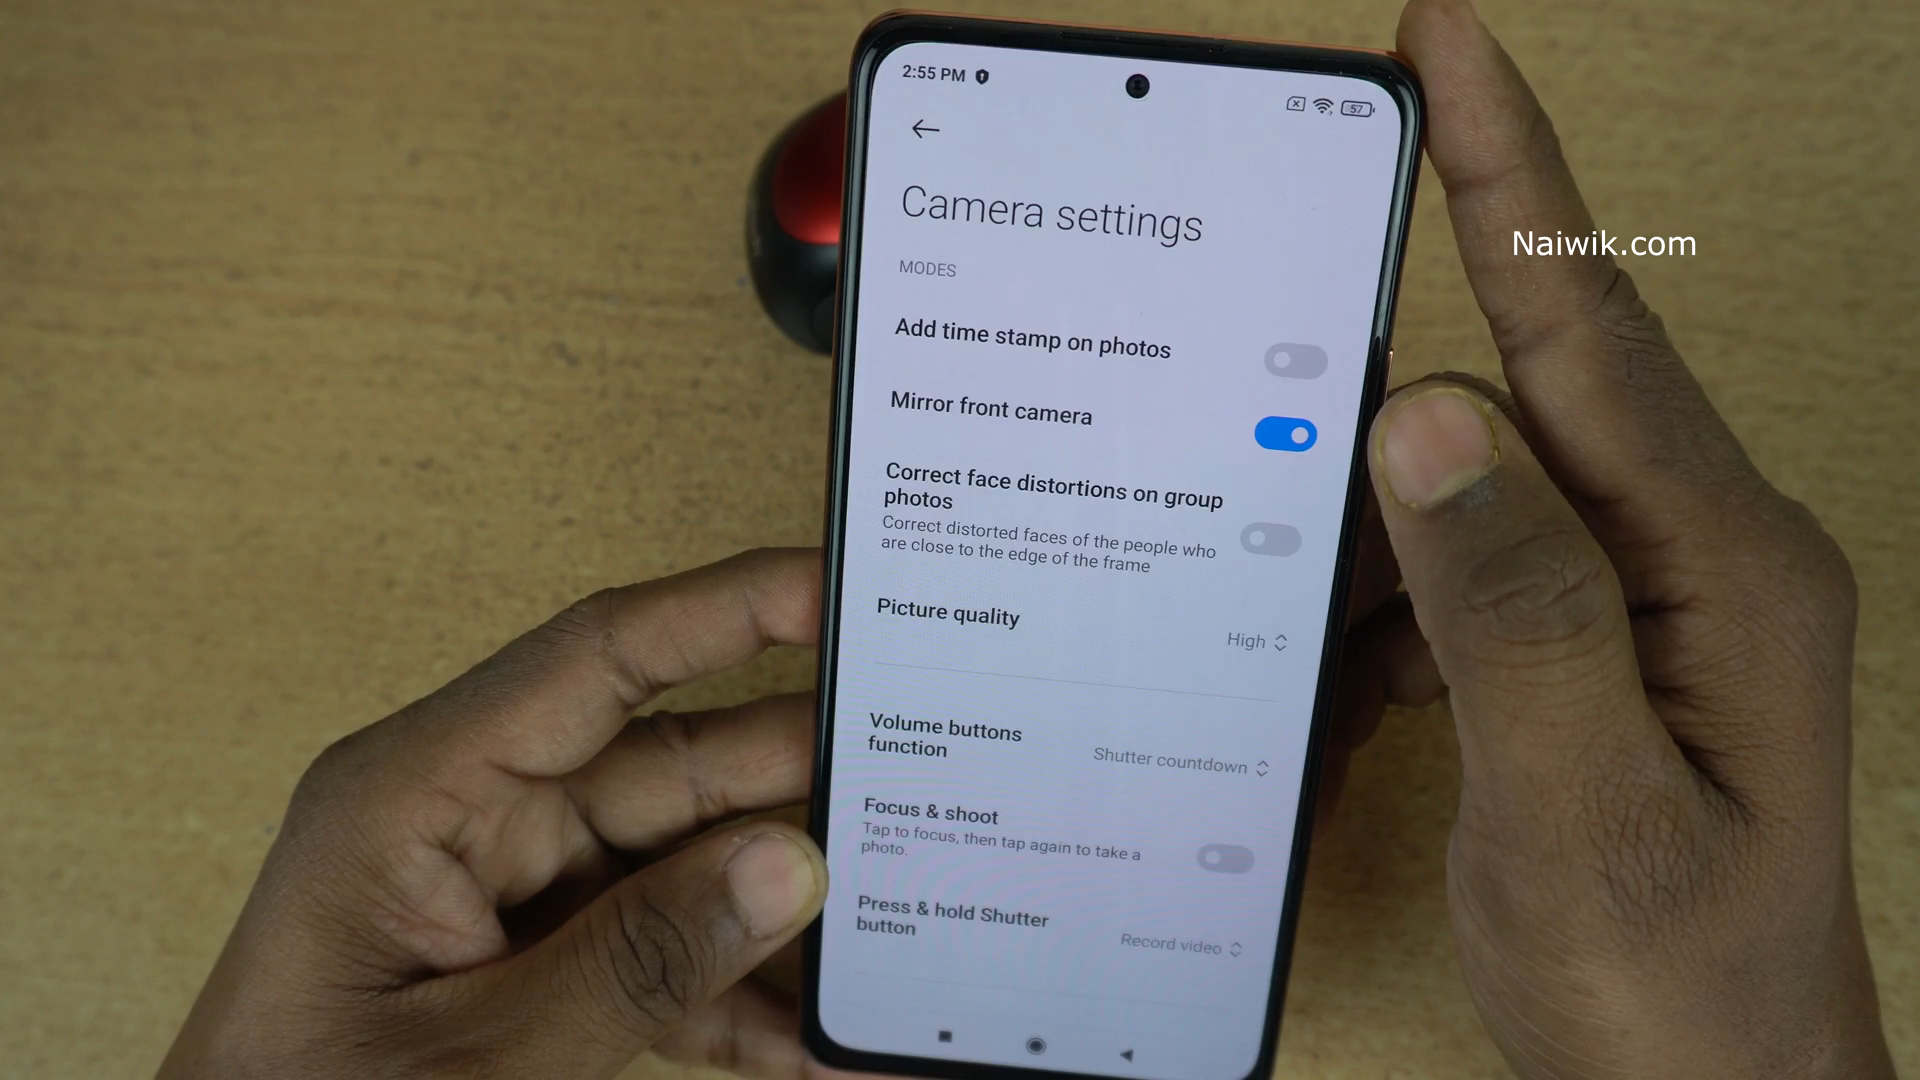 2:55 PM
57
Camera settings
MODES
Naiwik.com
Add time stamp on photos
Mirror front camera
Correct face distortions on group
photos
Correct distorted faces of the people who
are close to the edge of the frame
Picture quality
High
Volume buttons
function
Shutter countdown
Focus & shoot
Tap to focus, then tap again to take a
photo.
Press & hold Shutter
button
Record video